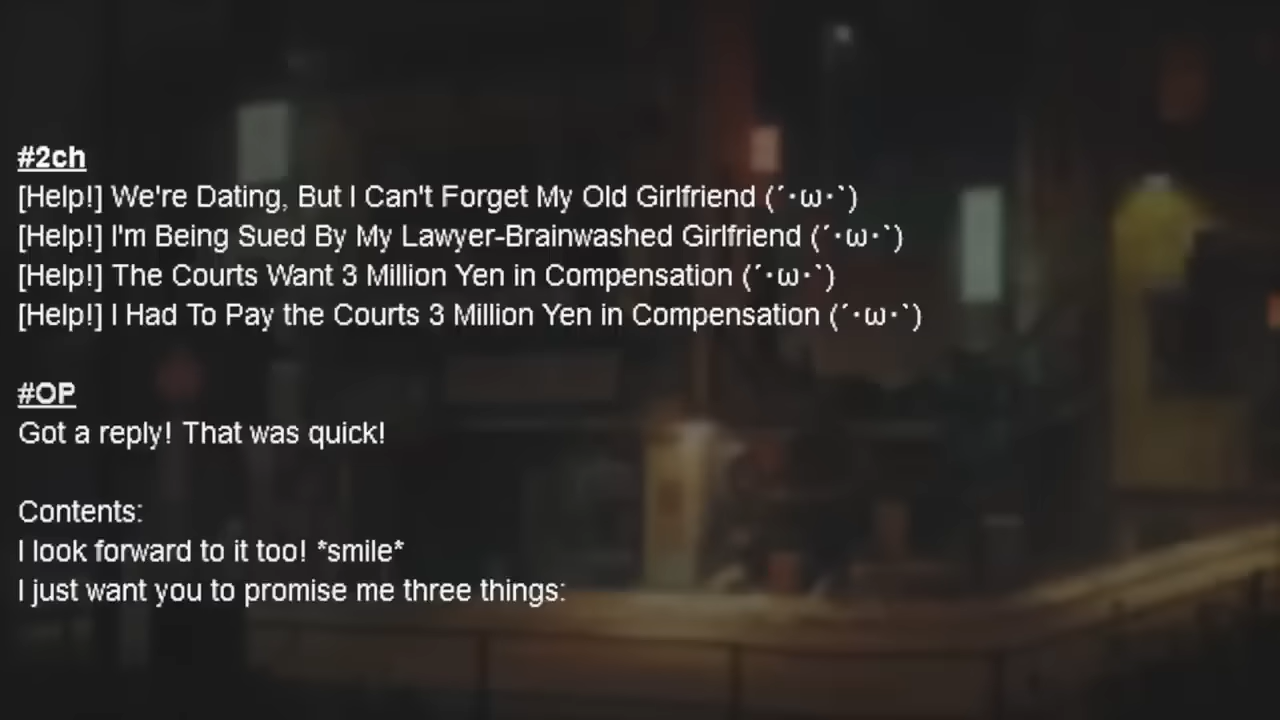 #2ch
[Help!] We're Dating, But I Can't Forget My Old Girlfriend (´･ω･`)
[Help!] I'm Being Sued By My Lawyer-Brainwashed Girlfriend (´･ω･`)
[Help!] The Courts Want 3 Million Yen in Compensation (´･ω･`)
[Help!] I Had To Pay the Courts 3 Million Yen in Compensation (´･ω･`)
#OP
Got a reply! That was quick!
Contents:
I look forward to it too! *smile*
I just want you to promise me three things: